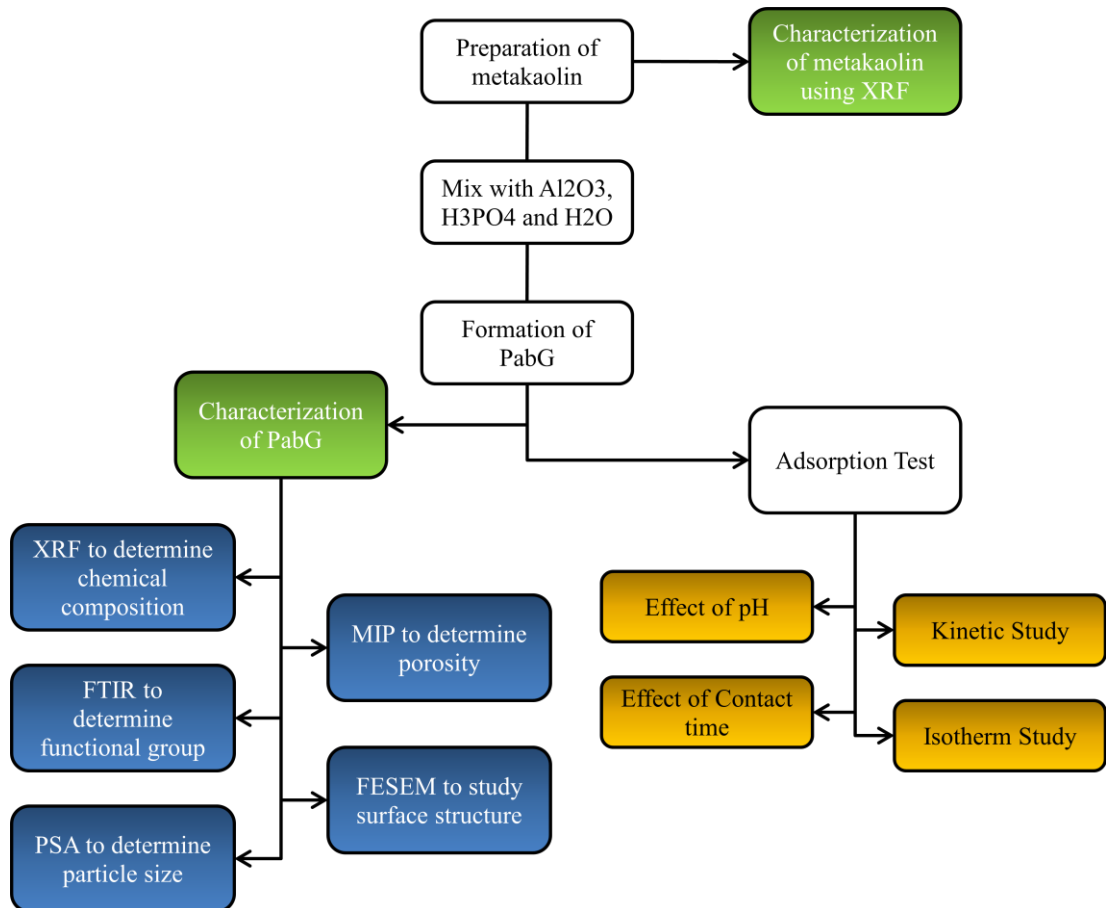 Preparation of
metakaolin
Characterization
of metakaolin
using XRF
Mix with Al2O3,
H3PO4 and H2O
Formation of
PabG
Characterization
of PabG
Adsorption Test
XRF to determine
chemical
composition
MIP to determine
porosity
FTIR to
determine
functional group
FESEM to study
surface structure
PSA to determine
particle size
Effect of pH
Kinetic Study
Effect of Contact
time
Isotherm Study